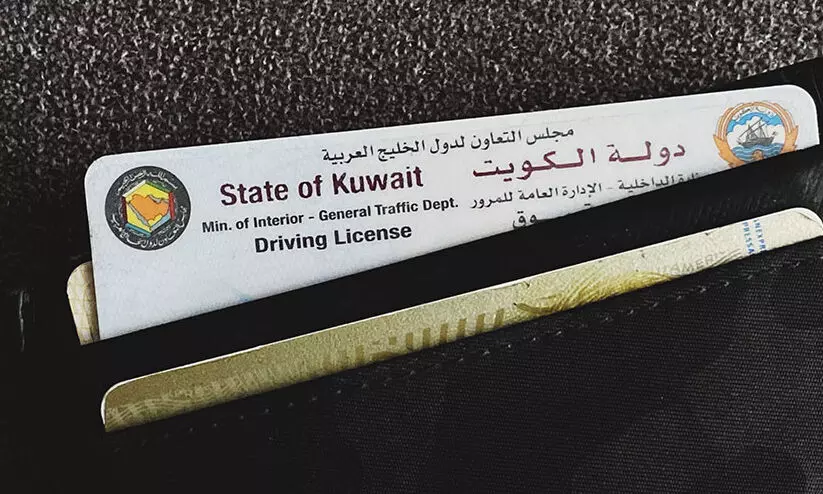 مجلس التعاون لدول الخليج العربية
دولة الكويت
State of Kuwait
الداخلية - الإدارة العامة للمرور
Min. of Interior - General Traffic Dept.
Driving License